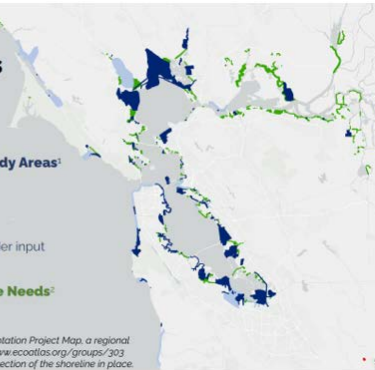 s
dy Areas¹
er input
e Needs²
ntation Project Map, a regional
ww.ecoatlas.org/groups/303
ection of the shoreline in place.